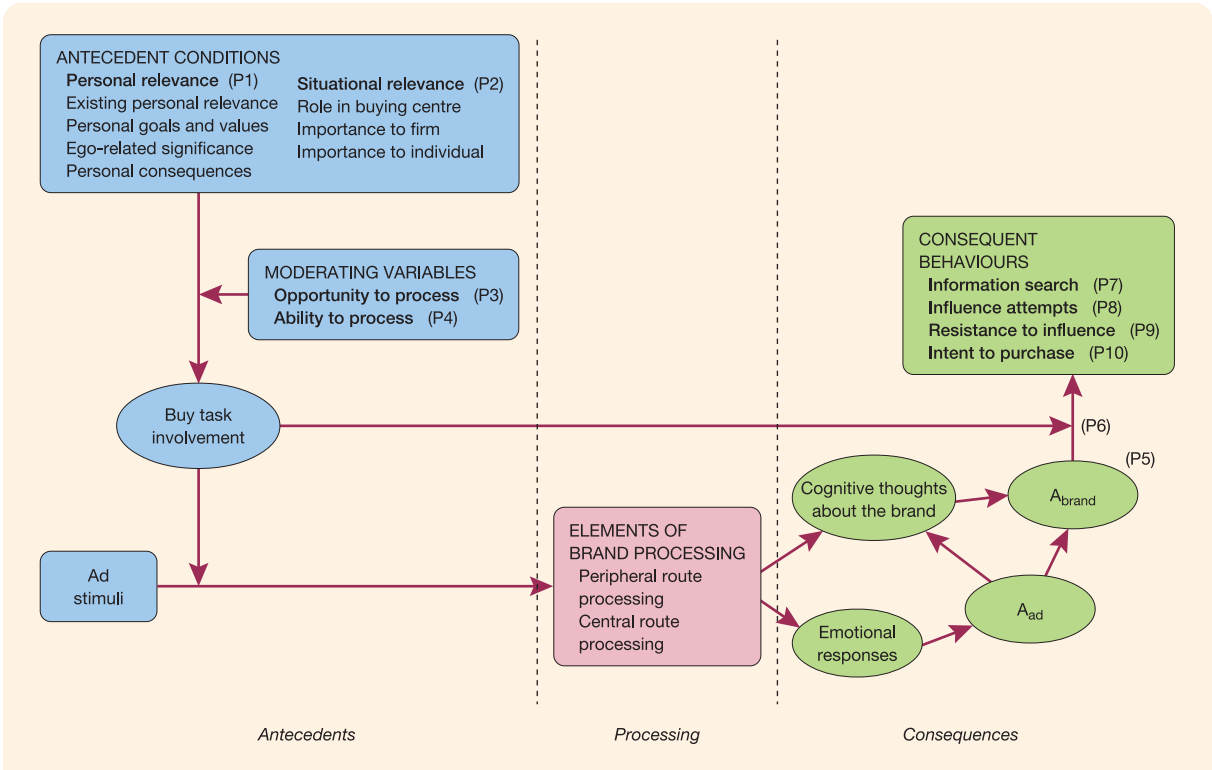 ANTECEDENT CONDITIONS
Personal relevance (P1)
Existing personal relevance
Personal goals and values
Ego-related significance
Personal consequences
Situational relevance (P2)
Role in buying centre
Importance to firm
Importance to individual
MODERATING VARIABLES
Opportunity to process (P3)
Ability to process (P4)
Buy task
involvement
Ad
stimuli
ELEMENTS OF
BRAND PROCESSING
Peripheral route
processing
Central route
processing
CONSEQUENT
BEHAVIOURS
Information search (P7)
Influence attempts (P8)
Resistance to influence (P9)
Intent to purchase (P10)
(P6)
(P5)
Cognitive thoughts
about the brand
Abrand
Aad
Emotional
responses
Antecedents
Processing
Consequences